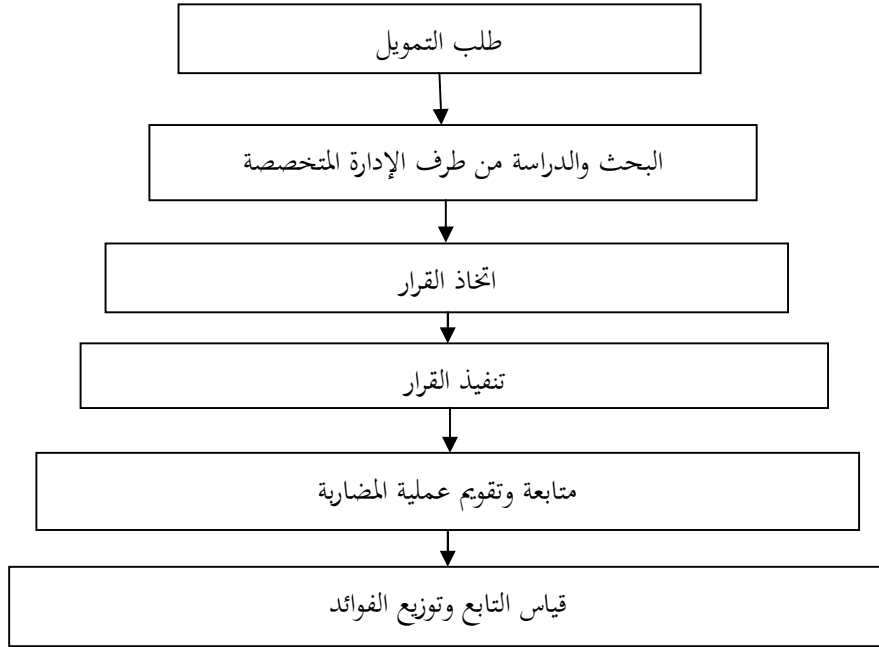 طلب التمويل
البحث والدراسة من طرف الإدارة المتخصصة
اتخاذ القرار
تنفيذ القرار
متابعة وتقويم عملية المضاربة
قياس التابع وتوزيع الفوائد